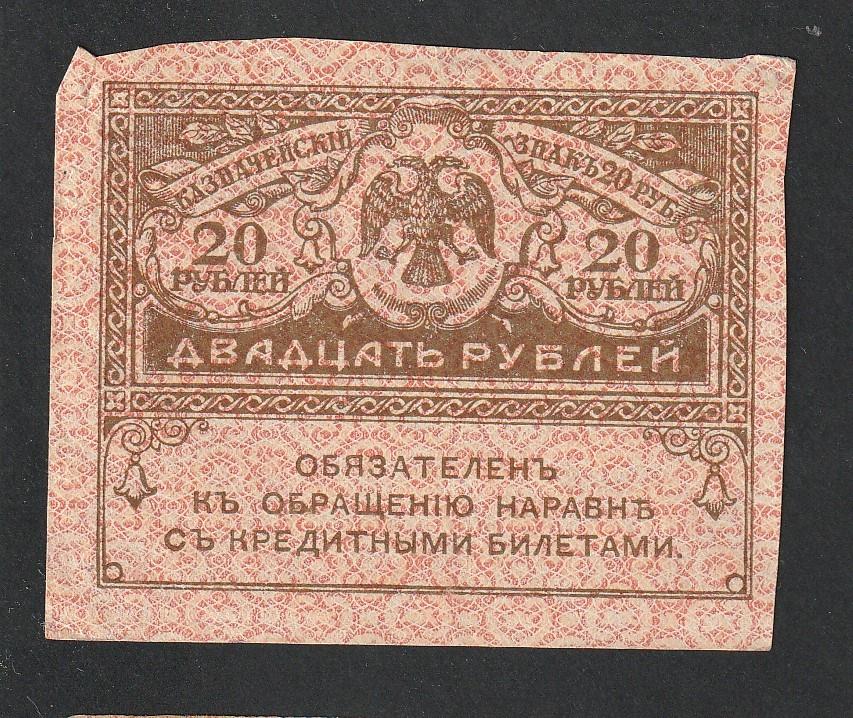 КАЗНАЧЕЙСКІЙ
ЗНАКЪ 20 РУБ.
20
РУБЛЕЙ
20
РУБЛЕЙ
ДВАДЦАТЬ РУБЛЕЙ
ОБЯЗАТЕЛЕНЪ
КЪ ОБРАЩЕНІЮ НАРАВНѢ
СЪ КРЕДИТНЫМИ БИЛЕТАМИ.